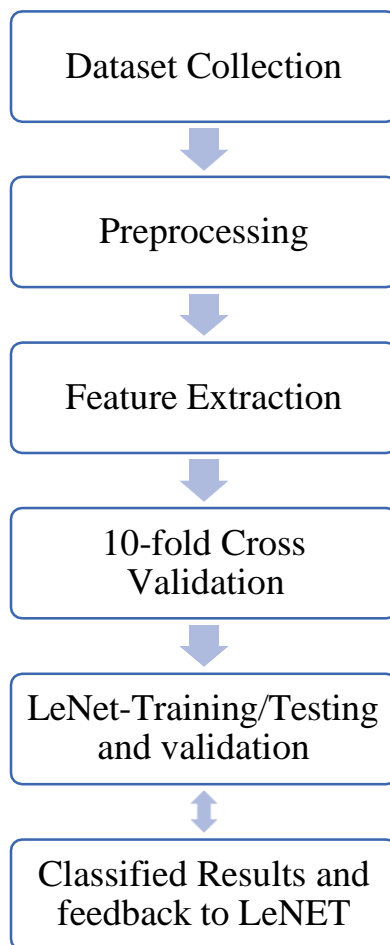 Dataset Collection
Preprocessing
Feature Extraction
10-fold Cross
Validation
LeNet-Training/Testing
and validation
Classified Results and
feedback to LeNET